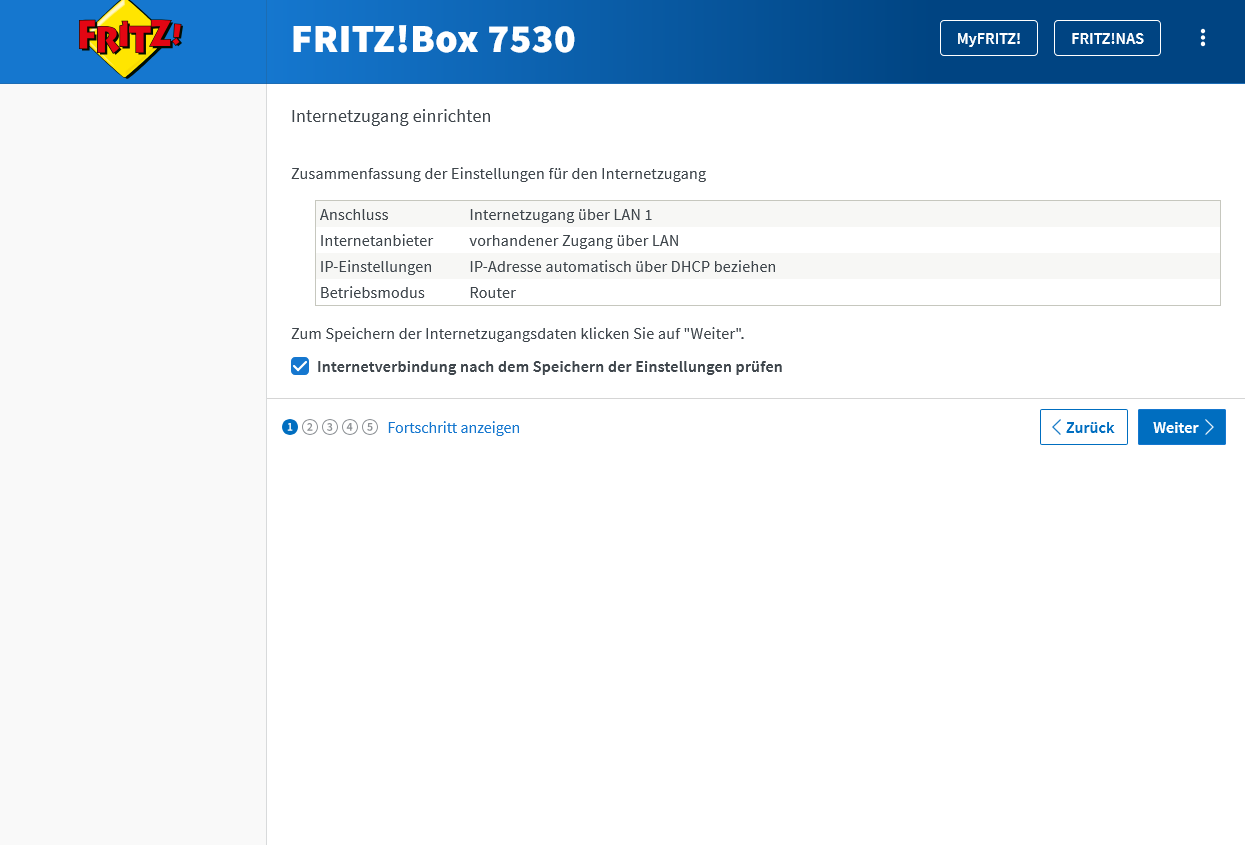 FRITZ!
FRITZ!Box 7530
MyFRITZ!
FRITZ!NAS
Internetzugang einrichten
Zusammenfassung der Einstellungen für den Internetzugang
Anschluss Internetzugang über LAN 1
Internetanbieter vorhandener Zugang über LAN
IP-Einstellungen IP-Adresse automatisch über DHCP beziehen
Betriebsmodus Router
Zum Speichern der Internetzugangsdaten klicken Sie auf "Weiter".
Internetverbindung nach dem Speichern der Einstellungen prüfen
1 2 3 4 5 Fortschritt anzeigen
Zurück
Weiter